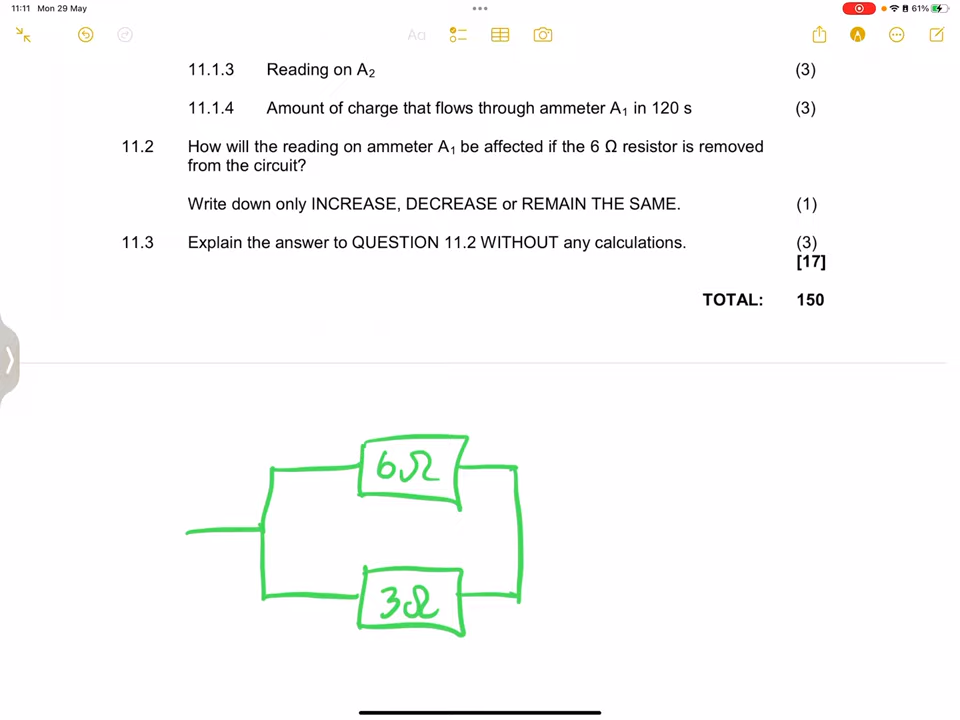 11:11 Mon 29 May
61%
Aa
11.1.3 Reading on A₂ (3)
11.1.4 Amount of charge that flows through ammeter A₁ in 120 s (3)
11.2 How will the reading on ammeter A₁ be affected if the 6 Ω resistor is removed
from the circuit?
Write down only INCREASE, DECREASE or REMAIN THE SAME. (1)
11.3 Explain the answer to QUESTION 11.2 WITHOUT any calculations. (3)
[17]
TOTAL: 150
6Ω
3Ω